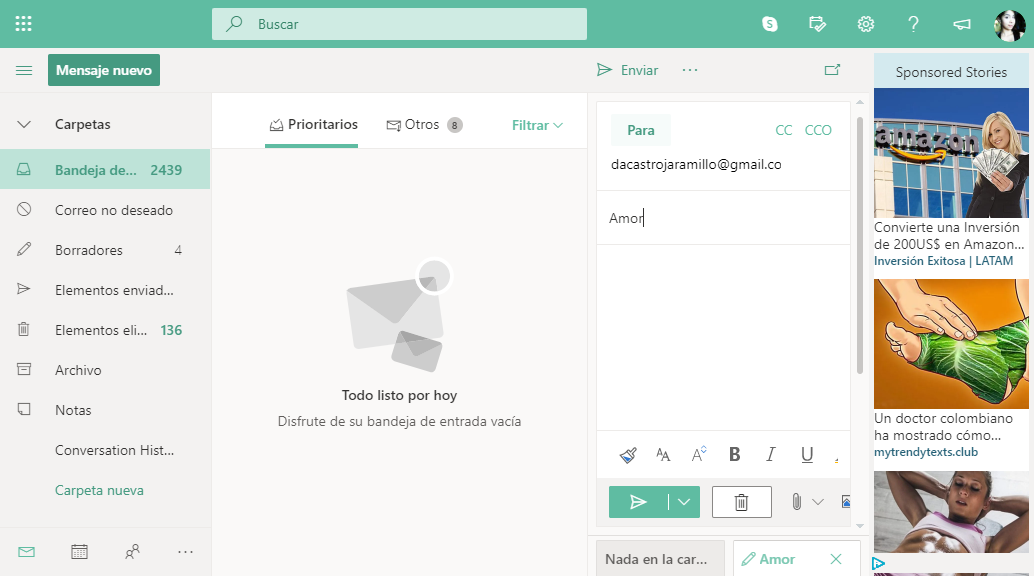 Buscar
Mensaje nuevo
Enviar
Carpetas
Bandeja de... 2439
Correo no deseado
Borradores 4
Elementos enviad...
Elementos eli... 136
Archivo
Notas
Conversation Hist...
Carpeta nueva
Prioritarios
Otros 8
Filtrar
Todo listo por hoy
Disfrute de su bandeja de entrada vacía
Para
CC CCO
dacastrojaramillo@gmail.co
Amor
B I U
Nada en la car...
Amor
Sponsored Stories
amazon
Convierte una Inversión
de 200US$ en Amazon...
Inversión Exitosa | LATAM
Un doctor colombiano
ha mostrado cómo...
mytrendytexts.club